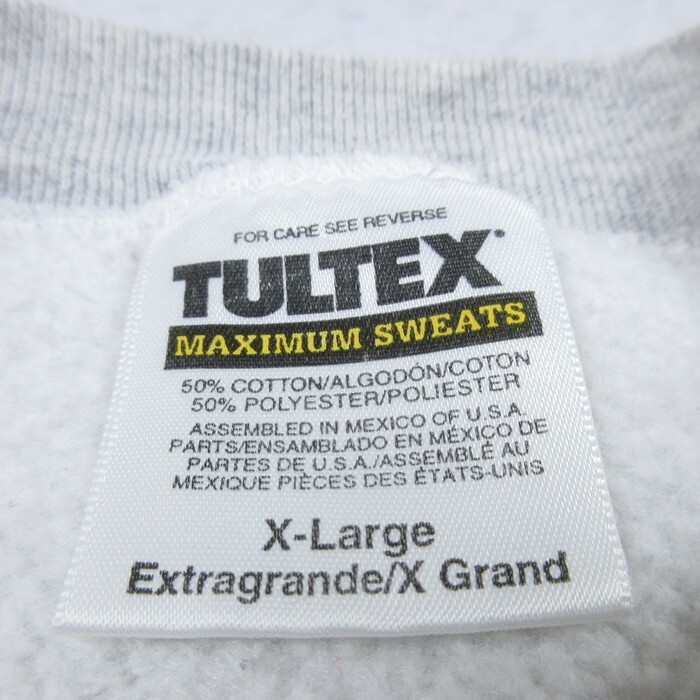 FOR CARE SEE REVERSE
TULTEX
MAXIMUM SWEATS
50% COTTON/ALGODÓN/COTON
50% POLYESTER/POLIESTER
ASSEMBLED IN MEXICO OF U.S.A.
PARTS/ENSAMBLADO EN MÉXICO DE
PARTES DE U.S.A./ASSEMBLÉ AU
MEXIQUE PIÈCES DES ÉTATS-UNIS
X-Large
Extragrande/X Grand